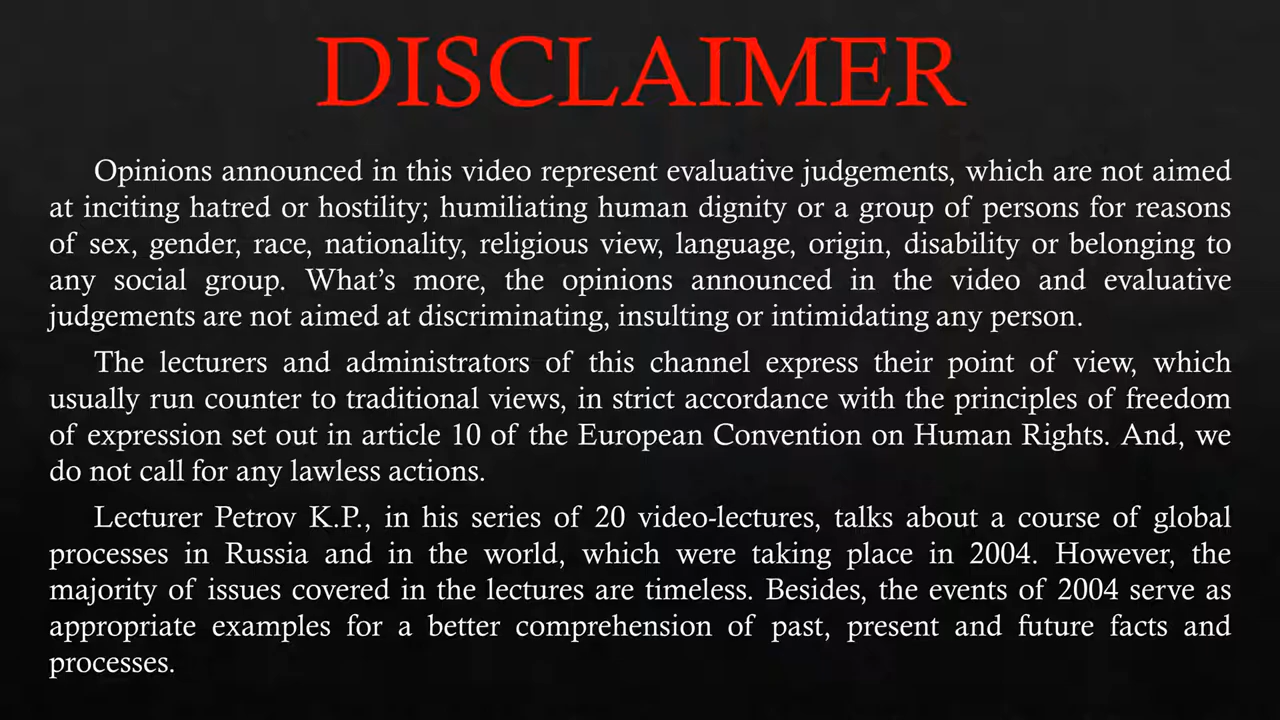 DISCLAIMER
Opinions announced in this video represent evaluative judgements, which are not aimed
at inciting hatred or hostility; humiliating human dignity or a group of persons for reasons
of sex, gender, race, nationality, religious view, language, origin, disability or belonging to
any social group. What’s more, the opinions announced in the video and evaluative
judgements are not aimed at discriminating, insulting or intimidating any person.
The lecturers and administrators of this channel express their point of view, which
usually run counter to traditional views, in strict accordance with the principles of freedom
of expression set out in article 10 of the European Convention on Human Rights. And, we
do not call for any lawless actions.
Lecturer Petrov K.P., in his series of 20 video-lectures, talks about a course of global
processes in Russia and in the world, which were taking place in 2004. However, the
majority of issues covered in the lectures are timeless. Besides, the events of 2004 serve as
appropriate examples for a better comprehension of past, present and future facts and
processes.